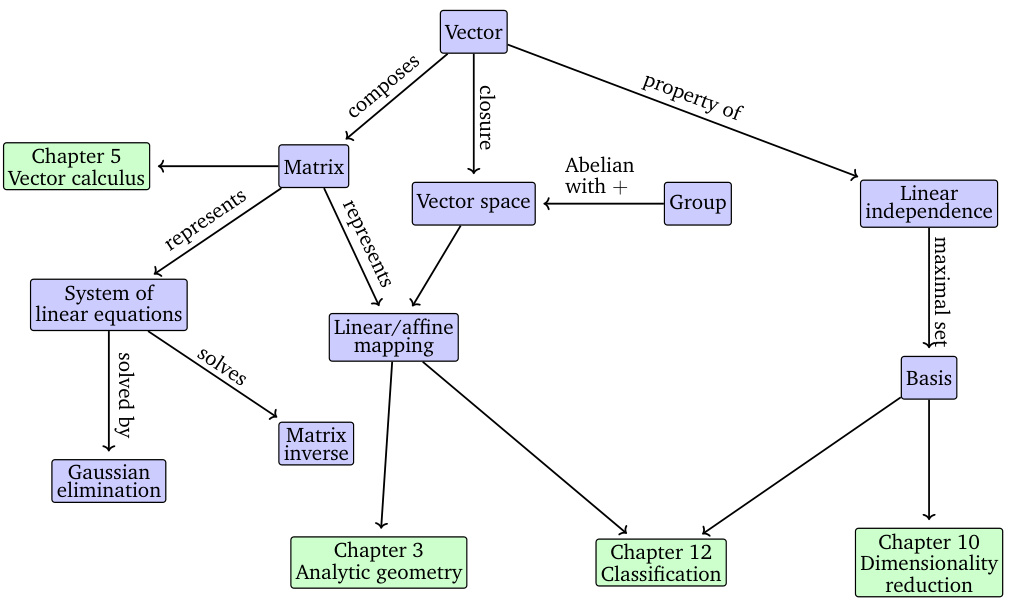 Vector
composes
closure
property of
Chapter 5
Vector calculus
Matrix
Abelian
with +
Vector space
Group
Linear
independence
represents
represents
maximal set
System of
linear equations
Linear/affine
mapping
solved by
solves
Basis
Matrix
inverse
Gaussian
elimination
Chapter 3
Analytic geometry
Chapter 12
Classification
Chapter 10
Dimensionality
reduction